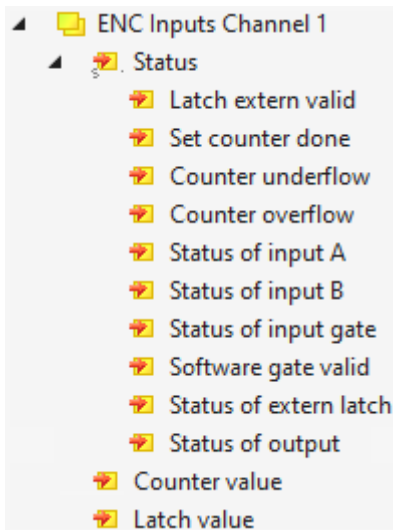 ENC Inputs Channel 1
Status
Latch extern valid
Set counter done
Counter underflow
Counter overflow
Status of input A
Status of input B
Status of input gate
Software gate valid
Status of extern latch
Status of output
Counter value
Latch value